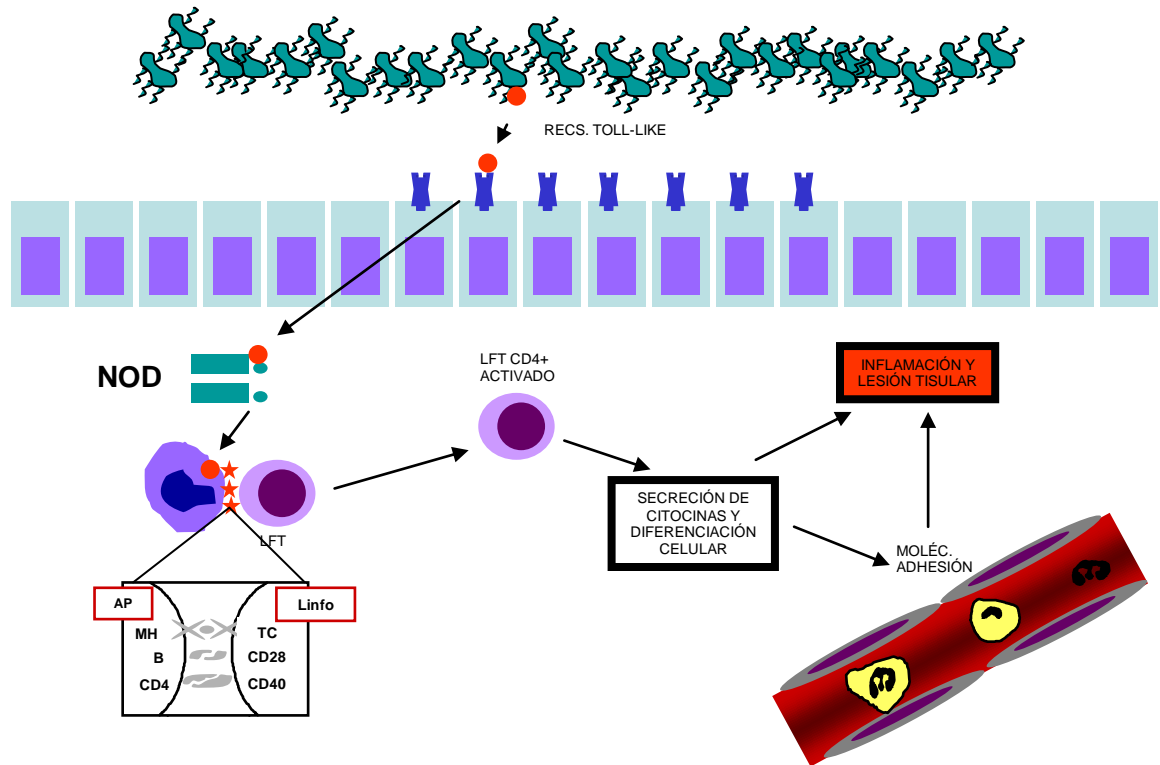 RECS. TOLL-LIKE
NOD
LFT CD4+
ACTIVADO
INFLAMACIÓN Y
LESIÓN TISULAR
SECRECIÓN DE
CITOCINAS Y
DIFERENCIACIÓN
CELULAR
MOLÉC.
ADHESIÓN
LFT
AP
Linfo
MH
TC
B
CD28
CD4
CD40